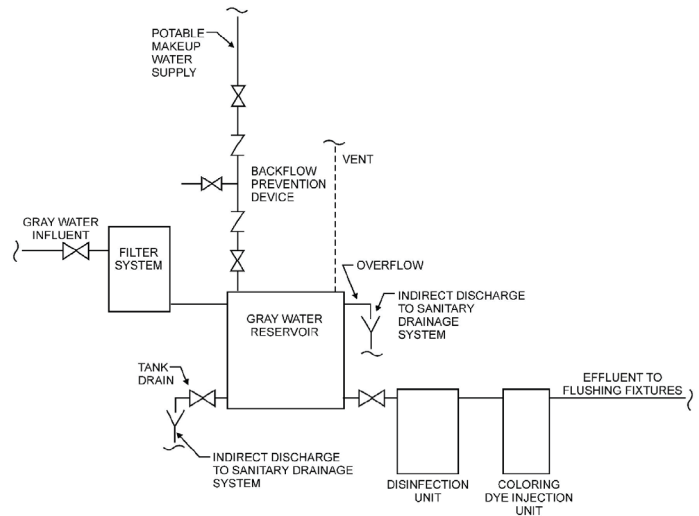 POTABLE
MAKEUP
WATER
SUPPLY
VENT
BACKFLOW
PREVENTION
DEVICE
GRAY WATER
INFLUENT
FILTER
SYSTEM
OVERFLOW
INDIRECT DISCHARGE
TO SANITARY
DRAINAGE
SYSTEM
GRAY WATER
RESERVOIR
TANK
DRAIN
EFFLUENT TO
FLUSHING FIXTURES
INDIRECT DISCHARGE
TO SANITARY DRAINAGE
SYSTEM
DISINFECTION
UNIT
COLORING
DYE INJECTION
UNIT